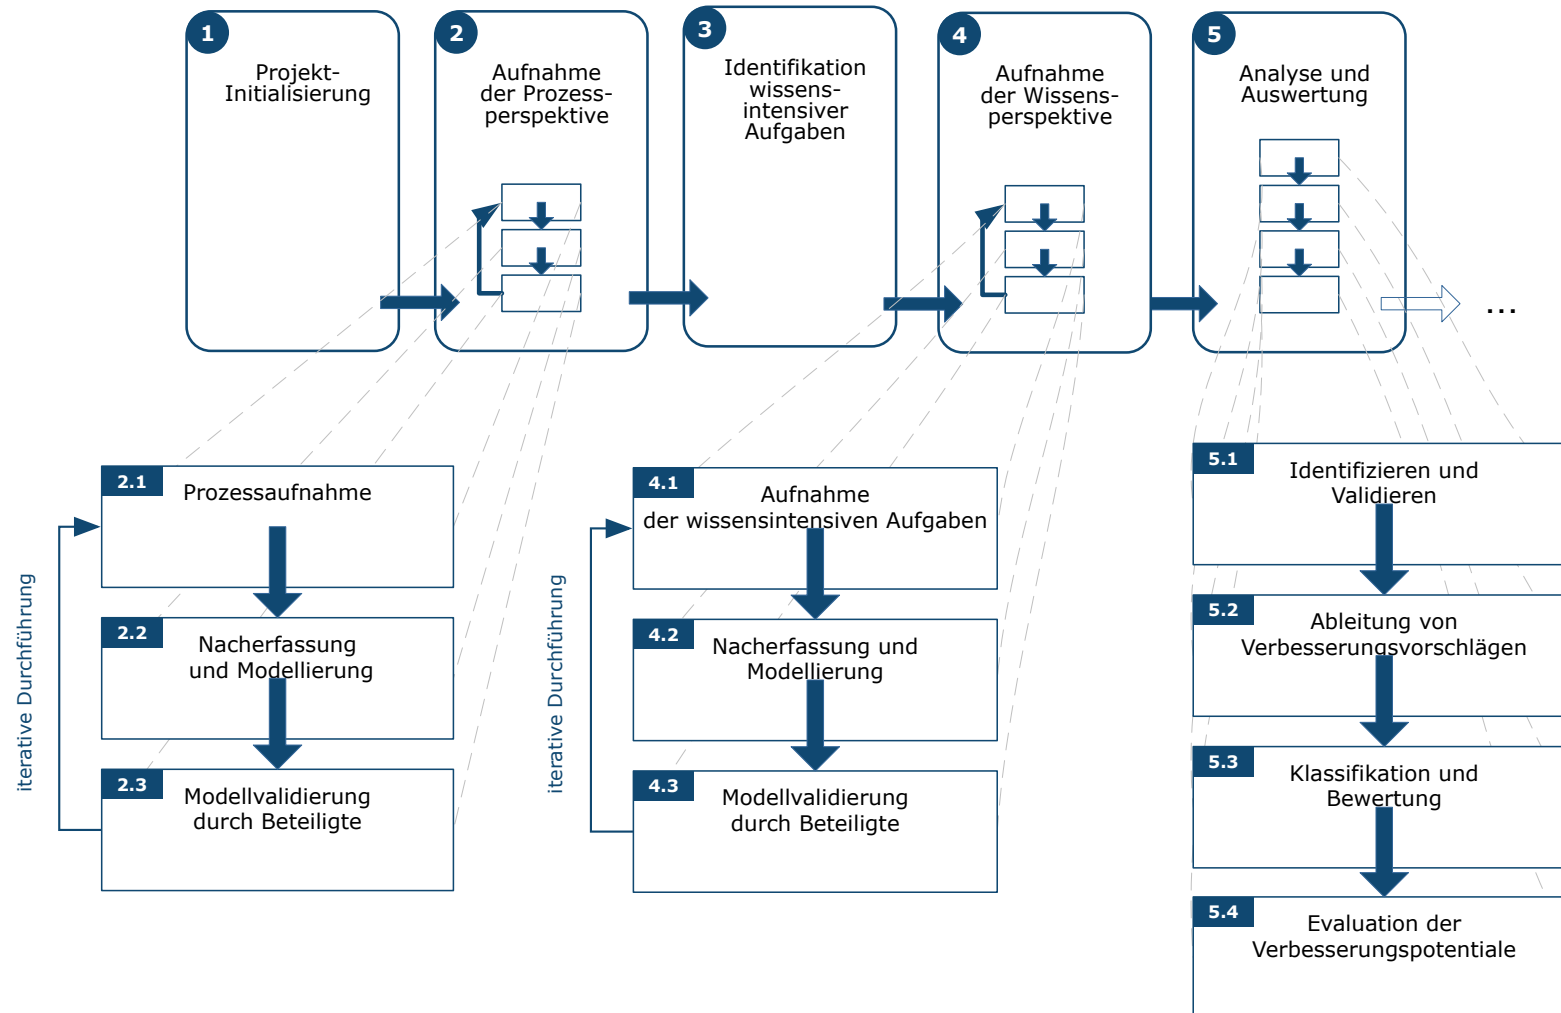 1
Projekt-
Initialisierung
2
Aufnahme
der Prozess-
perspektive
3
Identifikation
wissens-
intensiver
Aufgaben
4
Aufnahme
der Wissens-
perspektive
5
Analyse und
Auswertung
...
iterative Durchführung
2.1
Prozessaufnahme
2.2
Nacherfassung
und Modellierung
2.3
Modellvalidierung
durch Beteiligte
iterative Durchführung
4.1
Aufnahme
der wissensintensiven Aufgaben
4.2
Nacherfassung und
Modellierung
4.3
Modellvalidierung
durch Beteiligte
5.1
Identifizieren und
Validieren
5.2
Ableitung von
Verbesserungsvorschlägen
5.3
Klassifikation und
Bewertung
5.4
Evaluation der
Verbesserungspotentiale